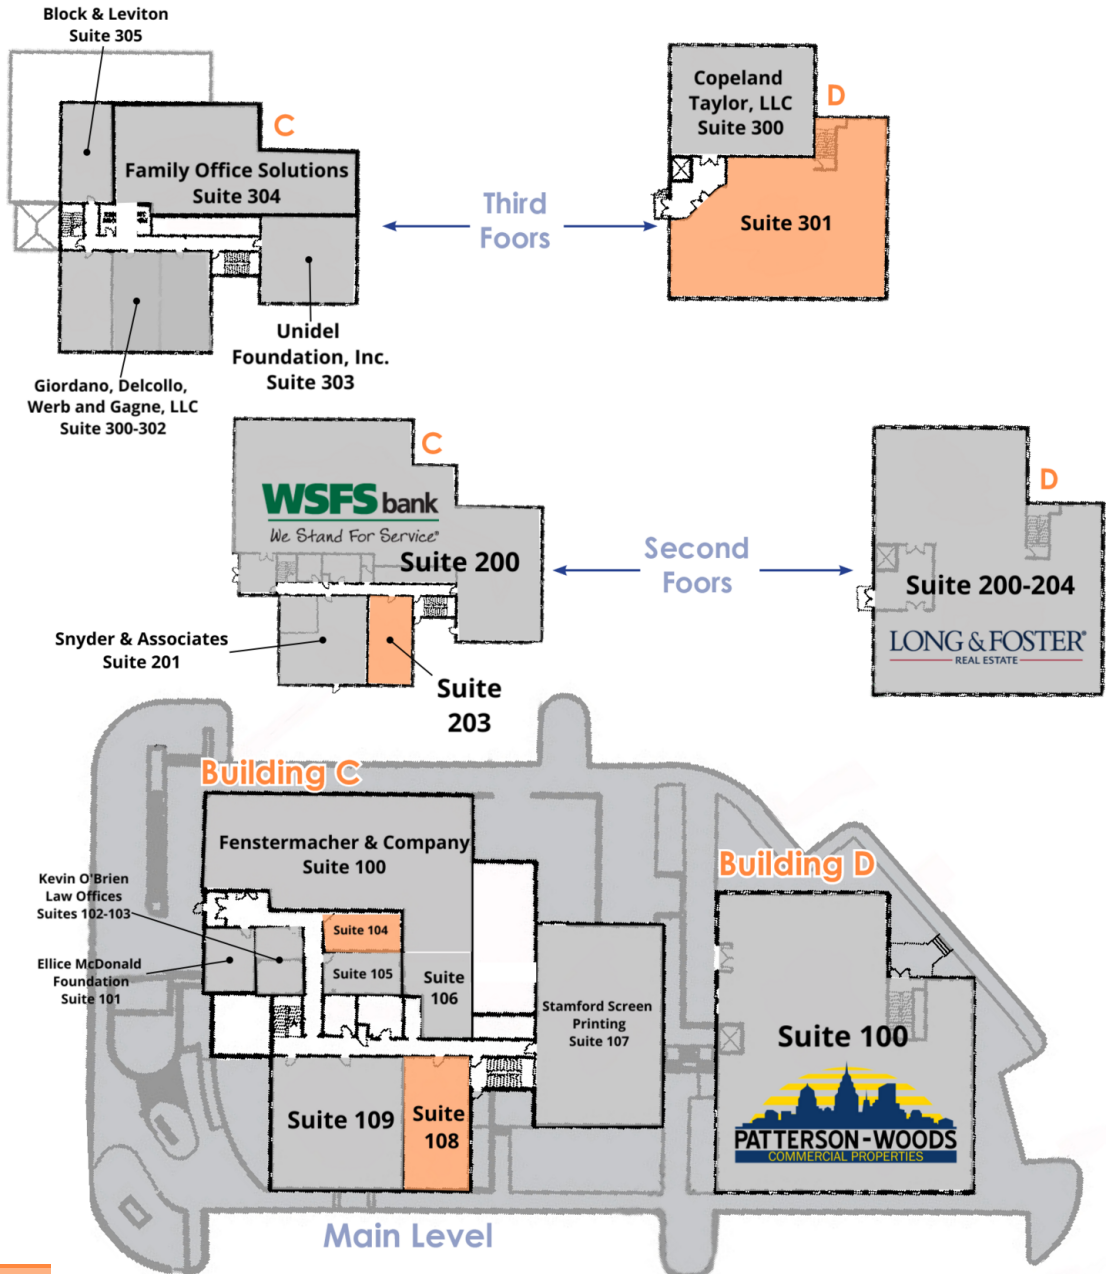 Block & Leviton
Suite 305
C
Family Office Solutions
Suite 304
Unidel
Foundation, Inc.
Suite 303
Giordano, Delcollo,
Werb and Gagne, LLC
Suite 300-302
Third
Foors
Copeland
Taylor, LLC
Suite 300
D
Suite 301
C
WSFS bank
We Stand For Service®
Suite 200
Snyder & Associates
Suite 201
Suite
203
Second
Foors
D
Suite 200-204
LONG & FOSTER®
REAL ESTATE
Building C
Fenstermacher & Company
Suite 100
Kevin O'Brien
Law Offices
Suites 102-103
Ellice McDonald
Foundation
Suite 101
Suite 104
Suite 105
Suite
106
Stamford Screen
Printing
Suite 107
Suite 109
Suite
108
Building D
Suite 100
PATTERSON-WOODS
COMMERCIAL PROPERTIES
Main Level